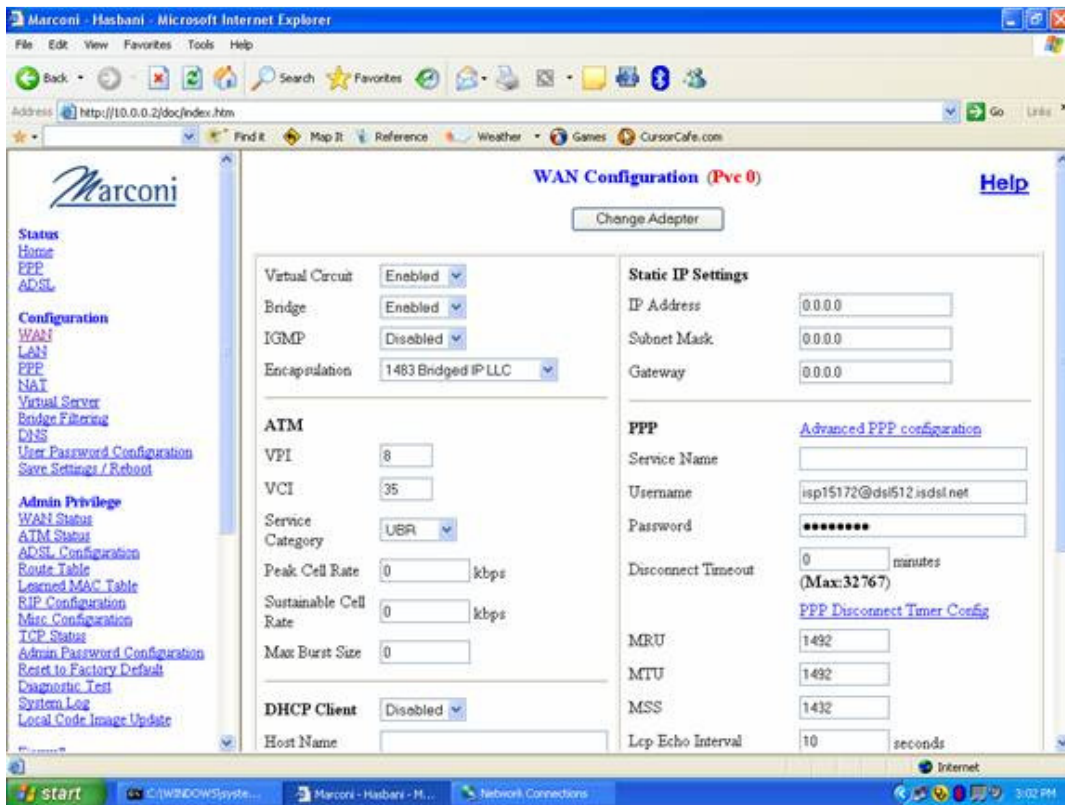 Marconi - Hasbani - Microsoft Internet Explorer
File Edit View Favorites Tools Help
Back Search Favorites
Address http://10.0.0.2/doc/index.htm Go Links
Find it Map It Reference Weather Games CursorCafe.com
Marconi
Status
Home
PPP
ADSL
Configuration
WAN
LAN
PPP
NAT
Virtual Server
Bridge Filtering
DNS
User Password Configuration
Save Settings / Reboot
Admin Privilege
WAN Status
ATM Status
ADSL Configuration
Route Table
Learned MAC Table
RIP Configuration
Misc Configuration
TCP Status
Admin Password Configuration
Reset to Factory Default
Diagnostic Test
System Log
Local Code Image Update
WAN Configuration (Pvc 0)
Help
Change Adapter
Virtual Circuit Enabled
Bridge Enabled
IGMP Disabled
Encapsulation 1483 Bridged IP LLC
ATM
VPI 8
VCI 35
Service Category UBR
Peak Cell Rate 0 kbps
Sustainable Cell Rate 0 kbps
Max Burst Size 0
DHCP Client Disabled
Host Name
Static IP Settings
IP Address 0.0.0.0
Subnet Mask 0.0.0.0
Gateway 0.0.0.0
PPP Advanced PPP configuration
Service Name
Username isp15172@dsl512.isdsl.net
Password ••••••••
Disconnect Timeout 0 minutes
(Max:32767)
PPP Disconnect Timer Config
MRU 1492
MTU 1492
MSS 1432
Lcp Echo Interval 10 seconds
Internet
start C:\WINDOWS\syste... Marconi - Hasbani - M... Network Connections 3:02 PM